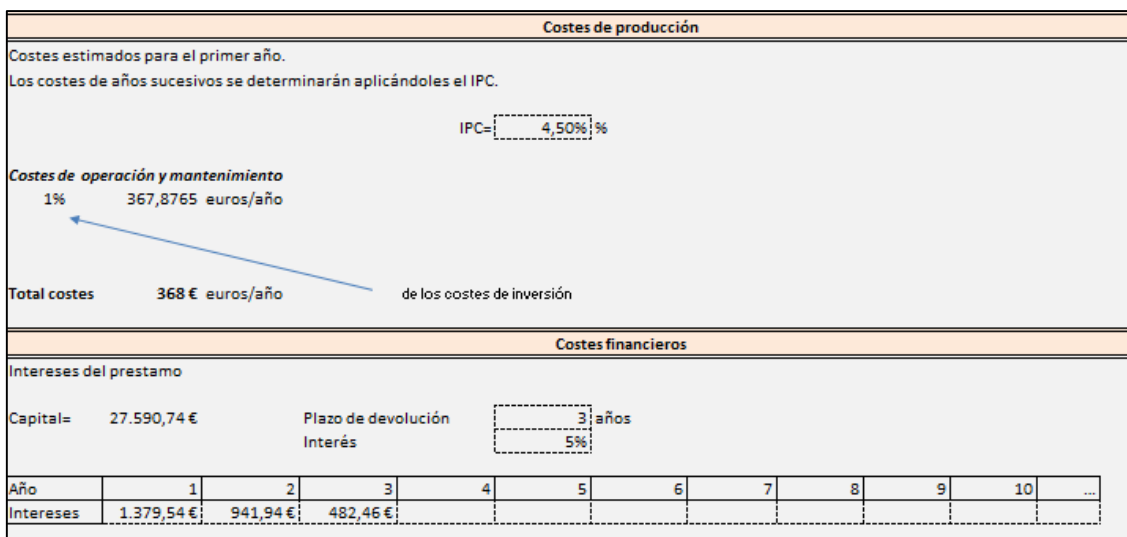 Costes de producción
Costes estimados para el primer año.
Los costes de años sucesivos se determinarán aplicándoles el IPC.
IPC= 4,50% %
Costes de operación y mantenimiento
1% 367,8765 euros/año
Total costes 368 € euros/año de los costes de inversión
Costes financieros
Intereses del prestamo
Capital= 27.590,74 € Plazo de devolución 3 años
Interés 5%
Año 1 2 3 4 5 6 7 8 9 10 ...
Intereses 1.379,54 € 941,94 € 482,46 €